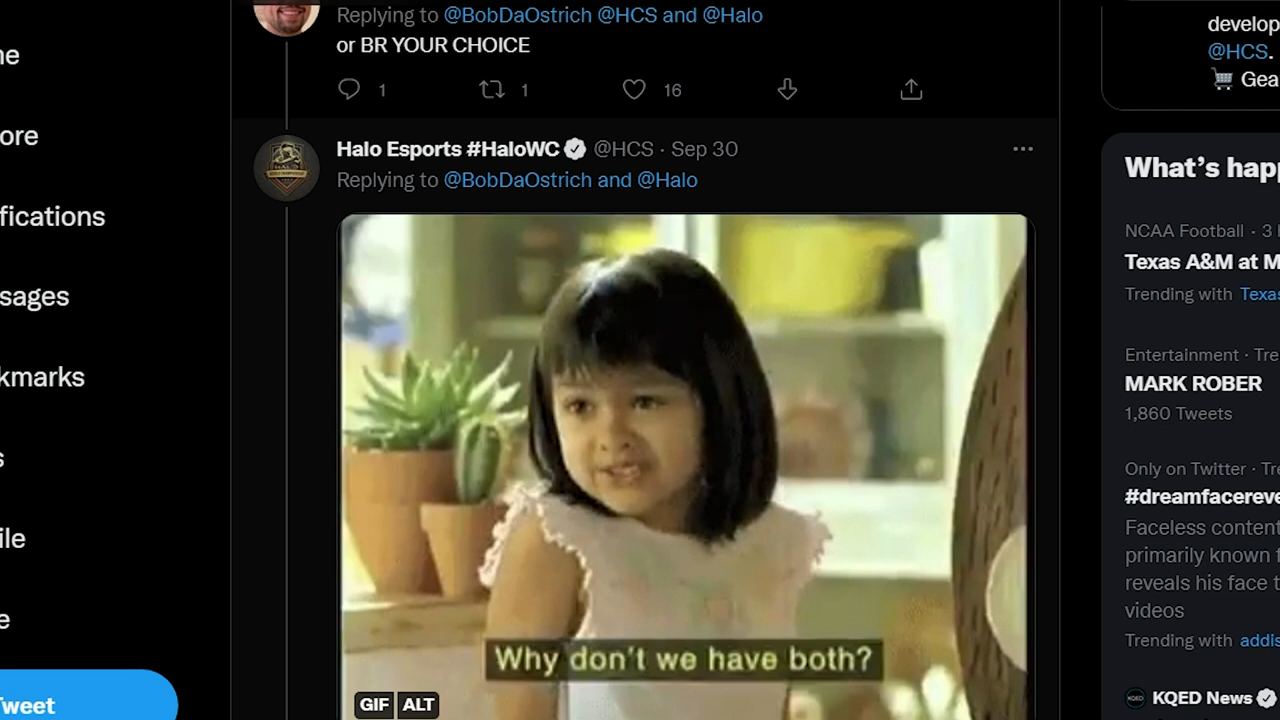 Replying to @BobDaOstrich @HCS and @Halo
or BR YOUR CHOICE
1
1
16
Halo Esports #HaloWC @HCS · Sep 30
Replying to @BobDaOstrich and @Halo
Why don't we have both?
GIF ALT
ne
ore
fications
sages
kmarks
s
ile
e
Tweet
develop
@HCS.
Gea
What's happ
NCAA Football · 3 h
Texas A&M at M
Trending with Texas
Entertainment · Tre
MARK ROBER
1,860 Tweets
Only on Twitter · Tre
#dreamfacereve
Faceless content
primarily known f
reveals his face t
videos
Trending with addis
KQED News